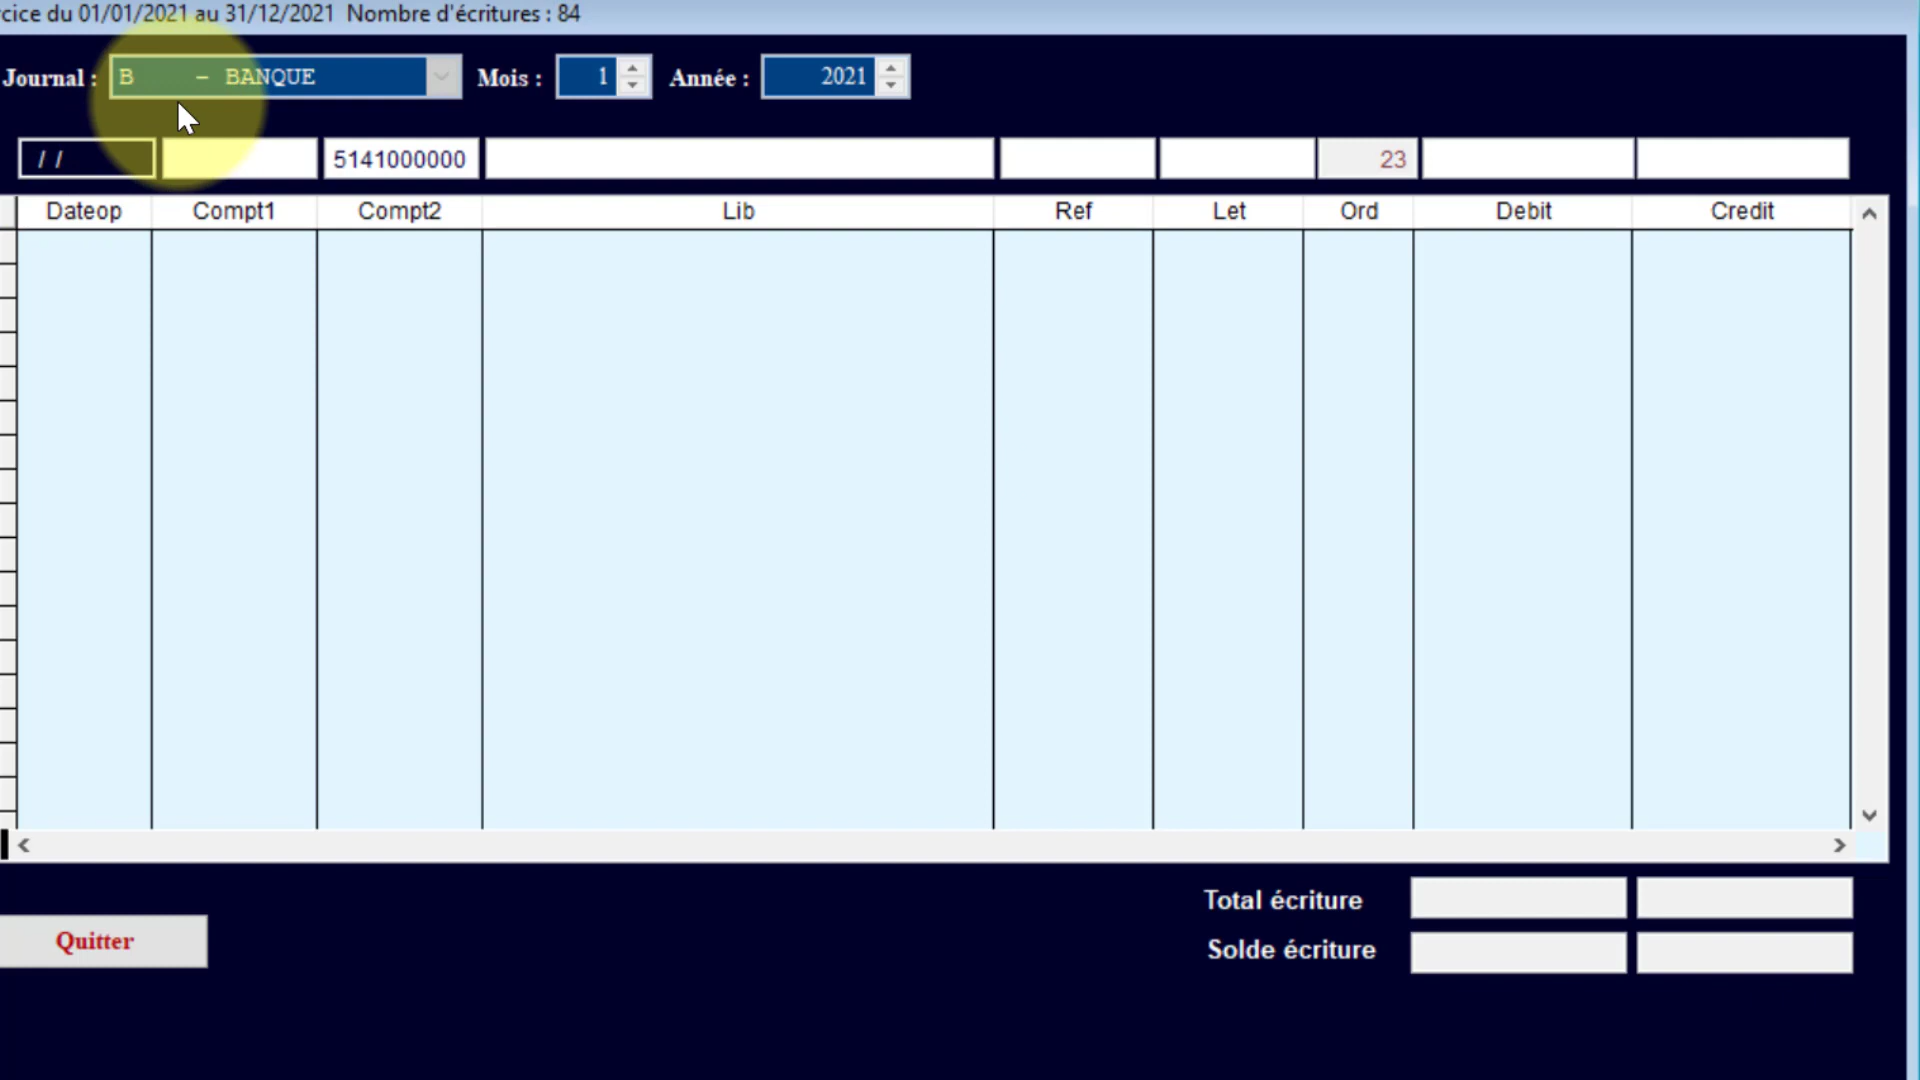 cice du 01/01/2021 au 31/12/2021 Nombre d'écritures : 84
Journal : B - BANQUE Mois : 1 Année : 2021
/ / 5141000000 23
Dateop Compt1 Compt2 Lib Ref Let Ord Debit Credit
Total écriture
Quitter
Solde écriture